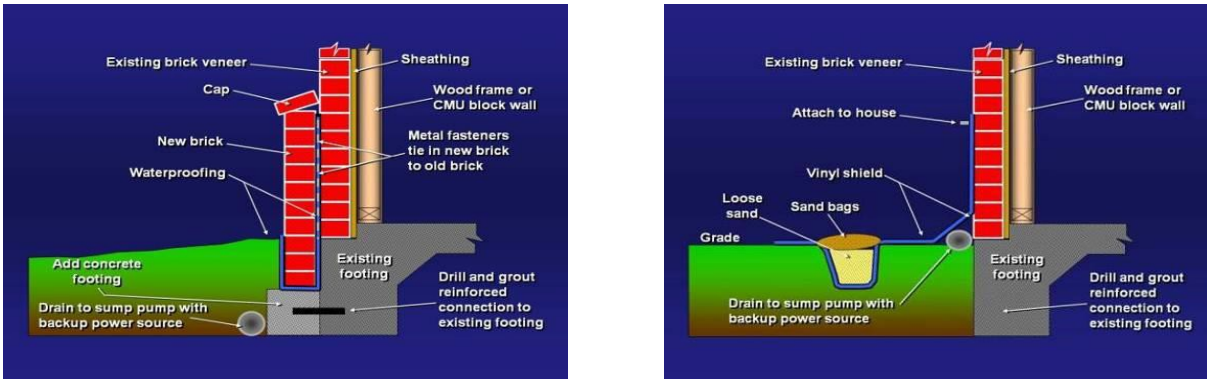 Existing brick veneer
Sheathing
Cap
Wood frame or
CMU block wall
New brick
Metal fasteners
tie in new brick
to old brick
Waterproofing
Add concrete
footing
Existing
footing
Drain to sump pump with
backup power source
Drill and grout
reinforced
connection to
existing footing
Existing brick veneer
Sheathing
Wood frame or
CMU block wall
Attach to house
Vinyl shield
Loose
sand
Sand bags
Grade
Existing
footing
Drain to sump pump with
backup power source
Drill and grout
reinforced
connection to
existing footing